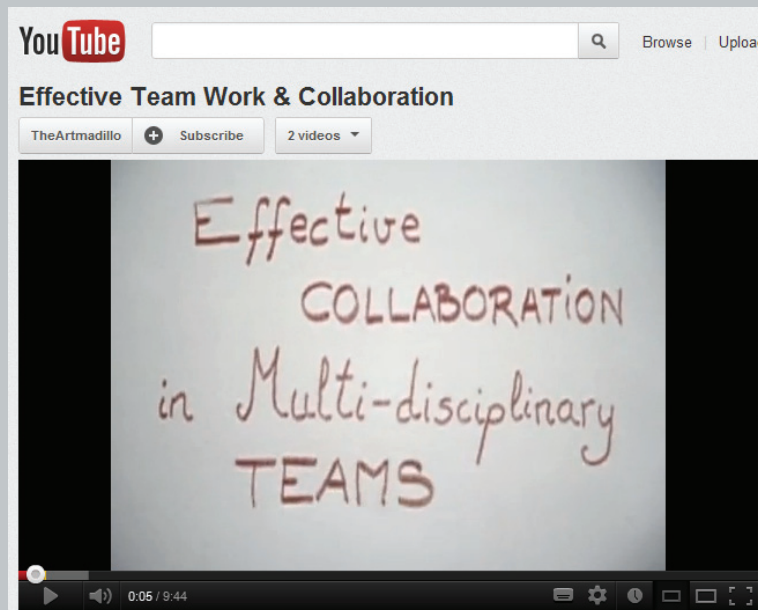 YouTube
Browse | Uploa
Effective Team Work & Collaboration
TheArtmadillo Subscribe 2 videos
Effective
COLLABORATiON
in Multi-disciplinary
TEAMS
0:05 / 9:44